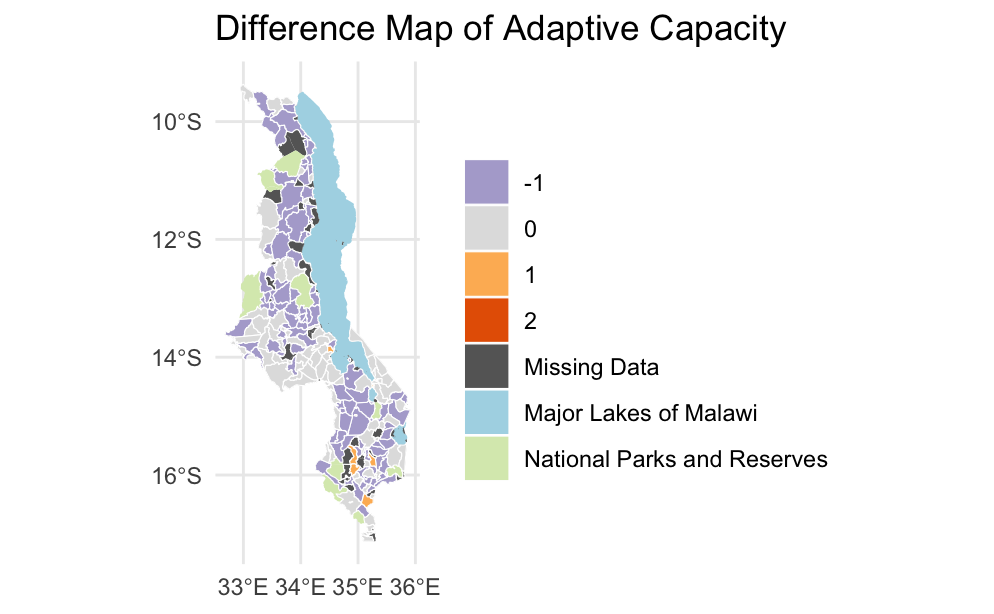 Difference Map of Adaptive Capacity
10°S
12°S
14°S
16°S
33°E 34°E 35°E 36°E
-1
0
1
2
Missing Data
Major Lakes of Malawi
National Parks and Reserves